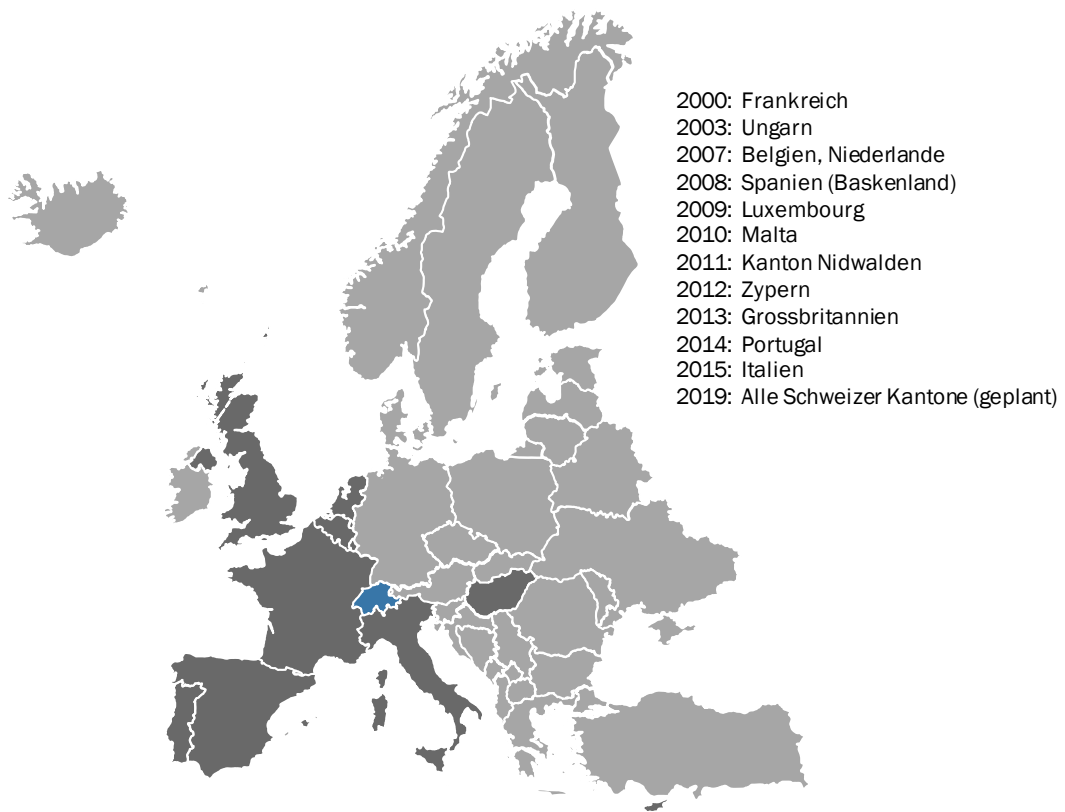 2000: Frankreich
2003: Ungarn
2007: Belgien, Niederlande
2008: Spanien (Baskenland)
2009: Luxembourg
2010: Malta
2011: Kanton Nidwalden
2012: Zypern
2013: Grossbritannien
2014: Portugal
2015: Italien
2019: Alle Schweizer Kantone (geplant)